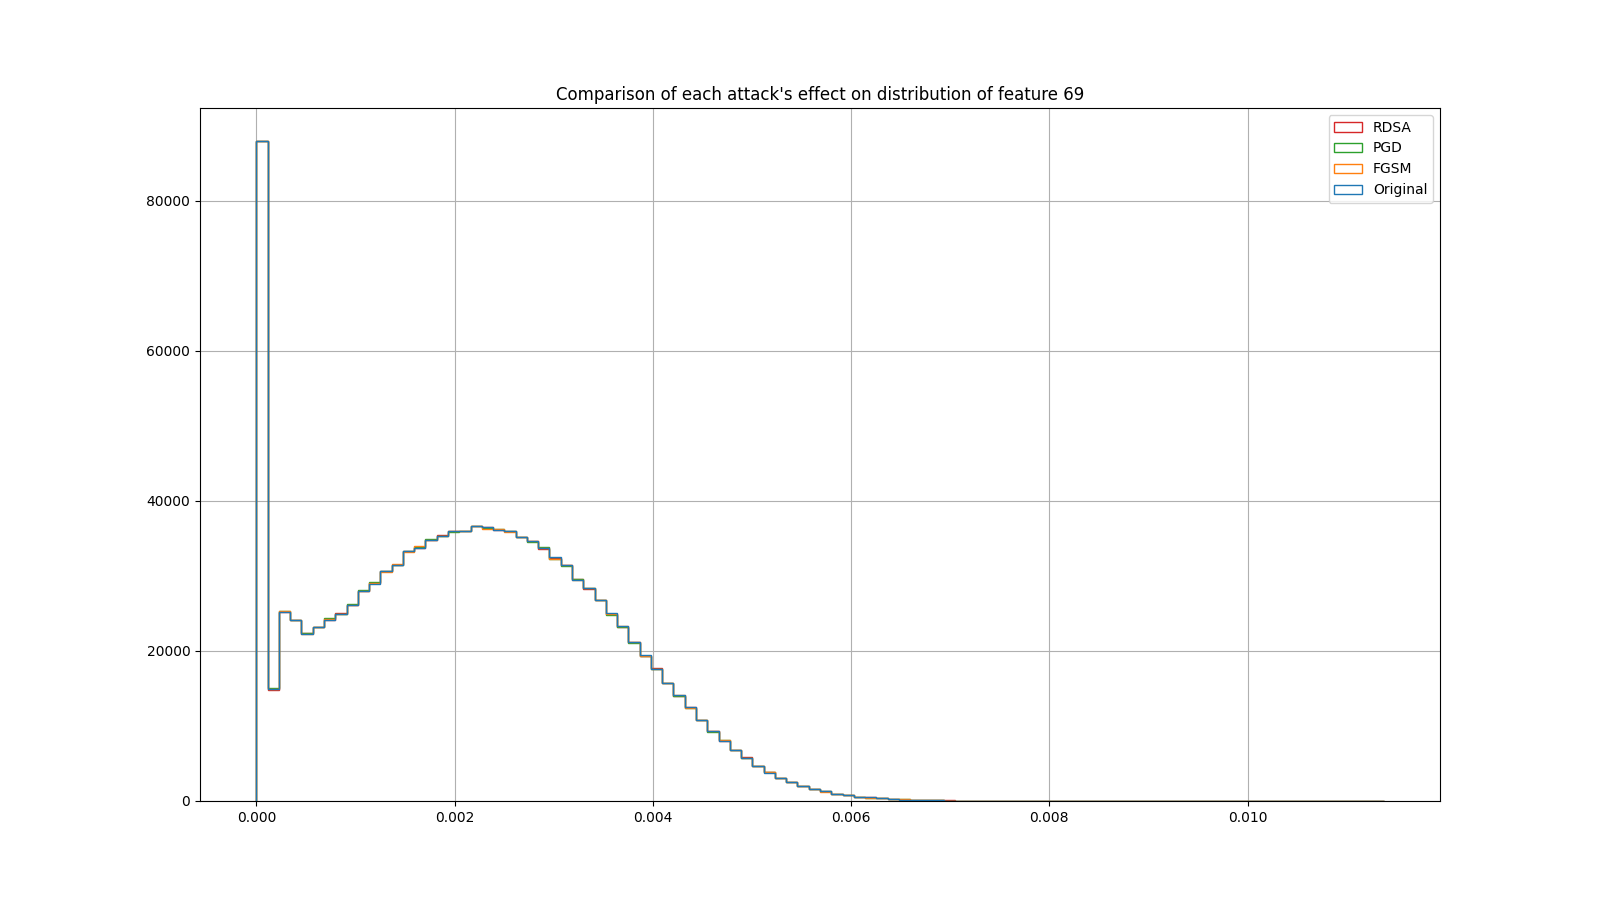 Comparison of each attack's effect on distribution of feature 69
RDSA
PGD
FGSM
Original
80000
60000
40000
20000
0
0.000
0.002
0.004
0.006
0.008
0.010